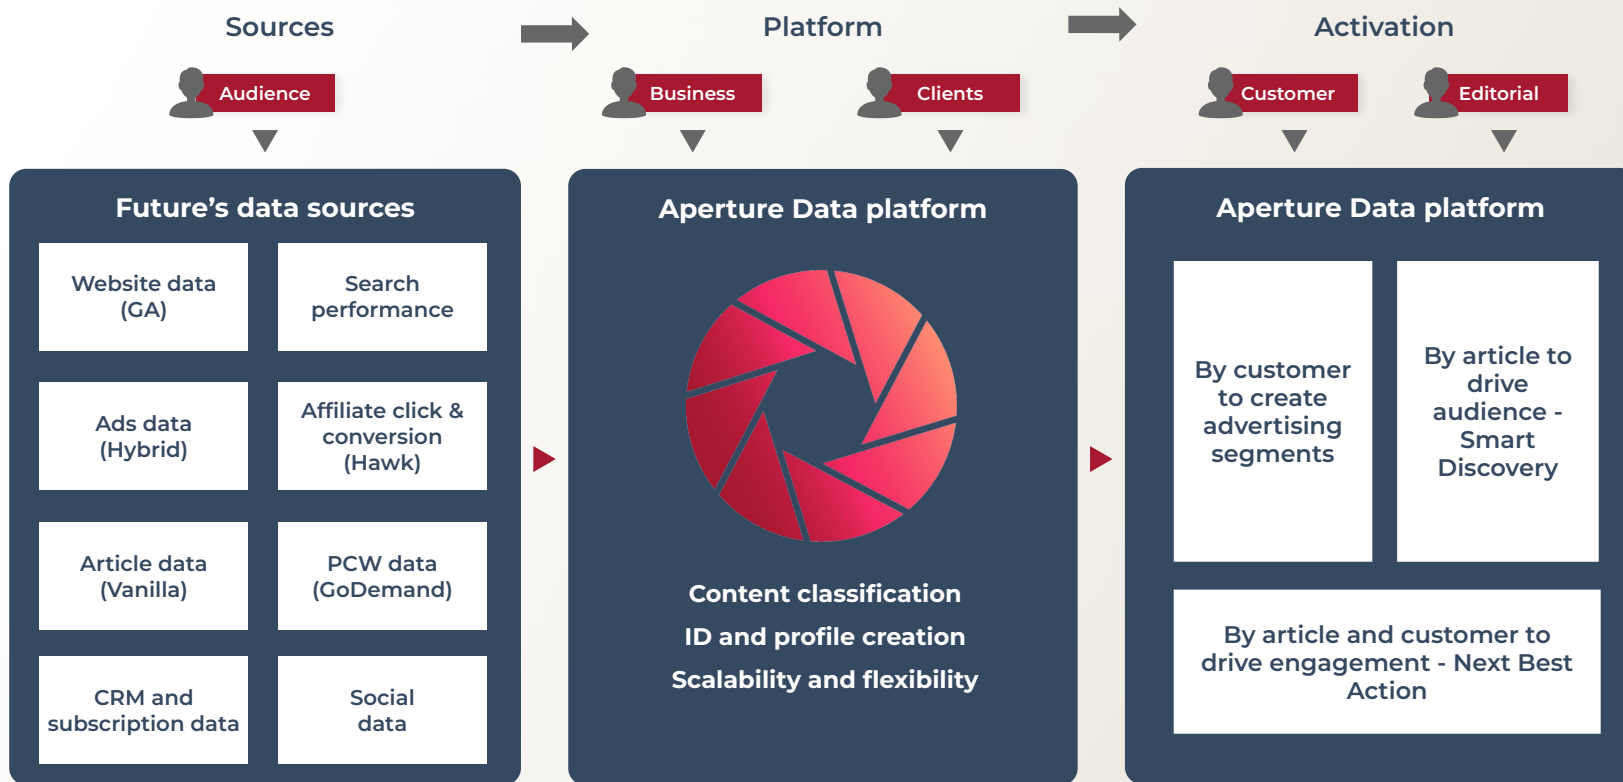 Sources
Platform
Activation
Audience
Business
Clients
Customer
Editorial
Future’s data sources
Website data
(GA)
Search
performance
Ads data
(Hybrid)
Affiliate click &
conversion
(Hawk)
Article data
(Vanilla)
PCW data
(GoDemand)
CRM and
subscription data
Social
data
Aperture Data platform
Content classification
ID and profile creation
Scalability and flexibility
Aperture Data platform
By customer
to create
advertising
segments
By article to
drive
audience -
Smart
Discovery
By article and customer to
drive engagement - Next Best
Action